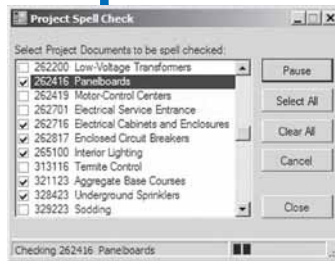 Project Spell Check
Select Project Documents to be spell checked:
262200 Low-Voltage Transformers
262416 Panelboards
262419 Motor-Control Centers
262701 Electrical Service Entrance
262716 Electrical Cabinets and Enclosures
262817 Enclosed Circuit Breakers
265100 Interior Lighting
313116 Termite Control
321123 Aggregate Base Courses
328423 Underground Sprinklers
329223 Sodding
Pause
Select All
Clear All
Cancel
Close
Checking 262416 Panelboards